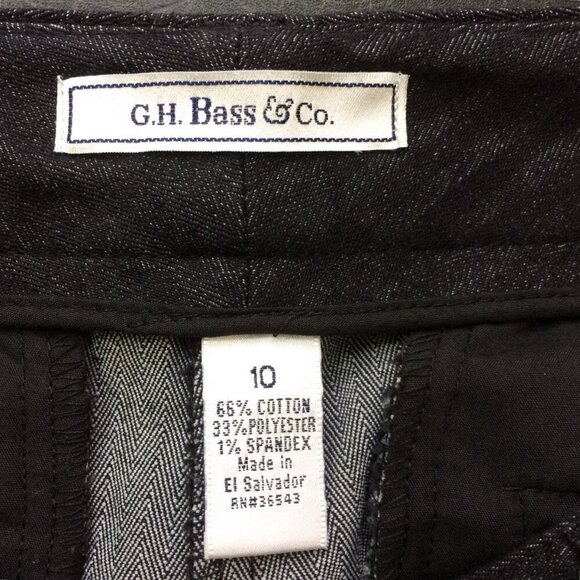 G.H. Bass & Co.
10
66% COTTON
33% POLYESTER
1% SPANDEX
Made in
El Salvador
RN#36543